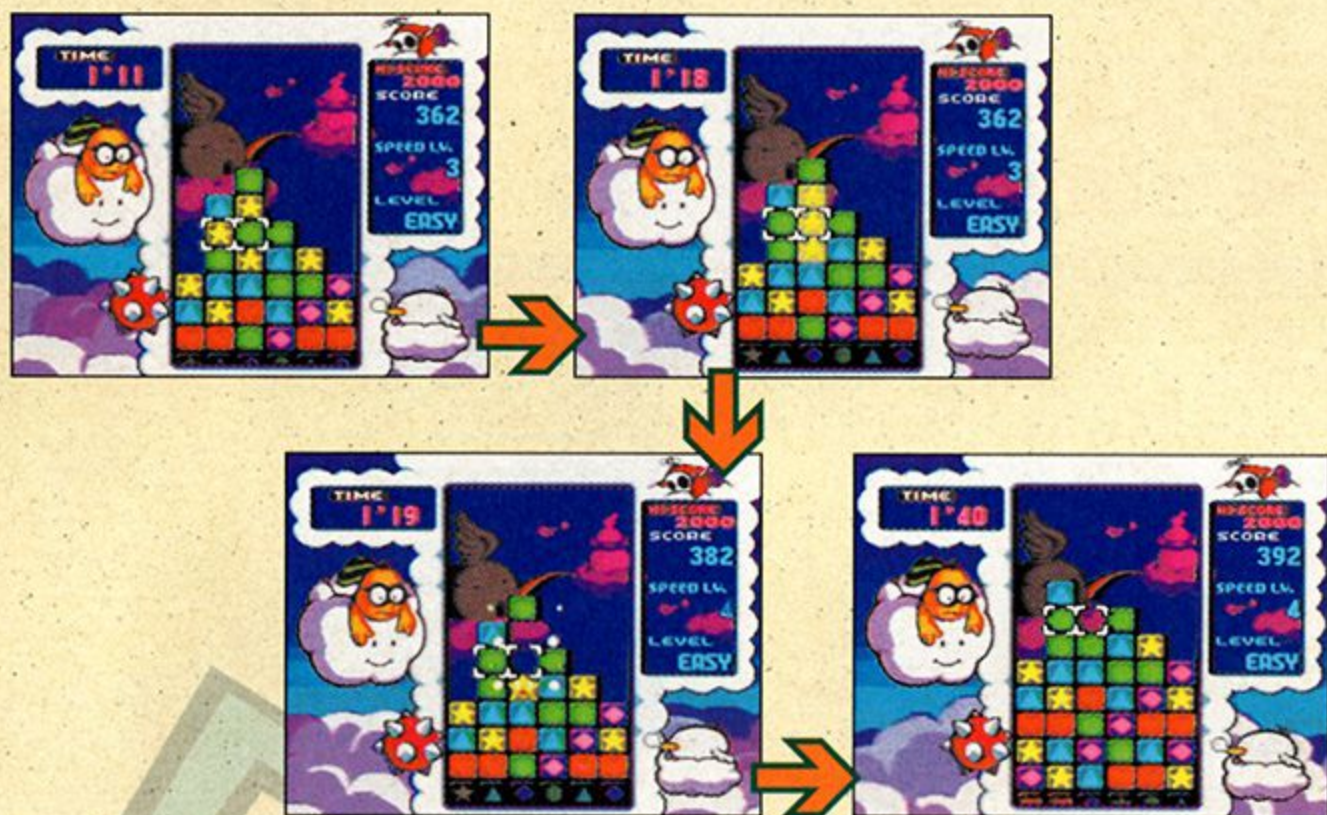 TIME
1"11
HI-SCORE
2000
SCORE
362
SPEED LV.
3
LEVEL
EASY
TIME
1"18
HI-SCORE
2000
SCORE
362
SPEED LV.
3
LEVEL
EASY
TIME
1"19
HI-SCORE
2000
SCORE
382
SPEED LV.
4
LEVEL
EASY
TIME
1"40
HI-SCORE
2000
SCORE
392
SPEED LV.
4
LEVEL
EASY